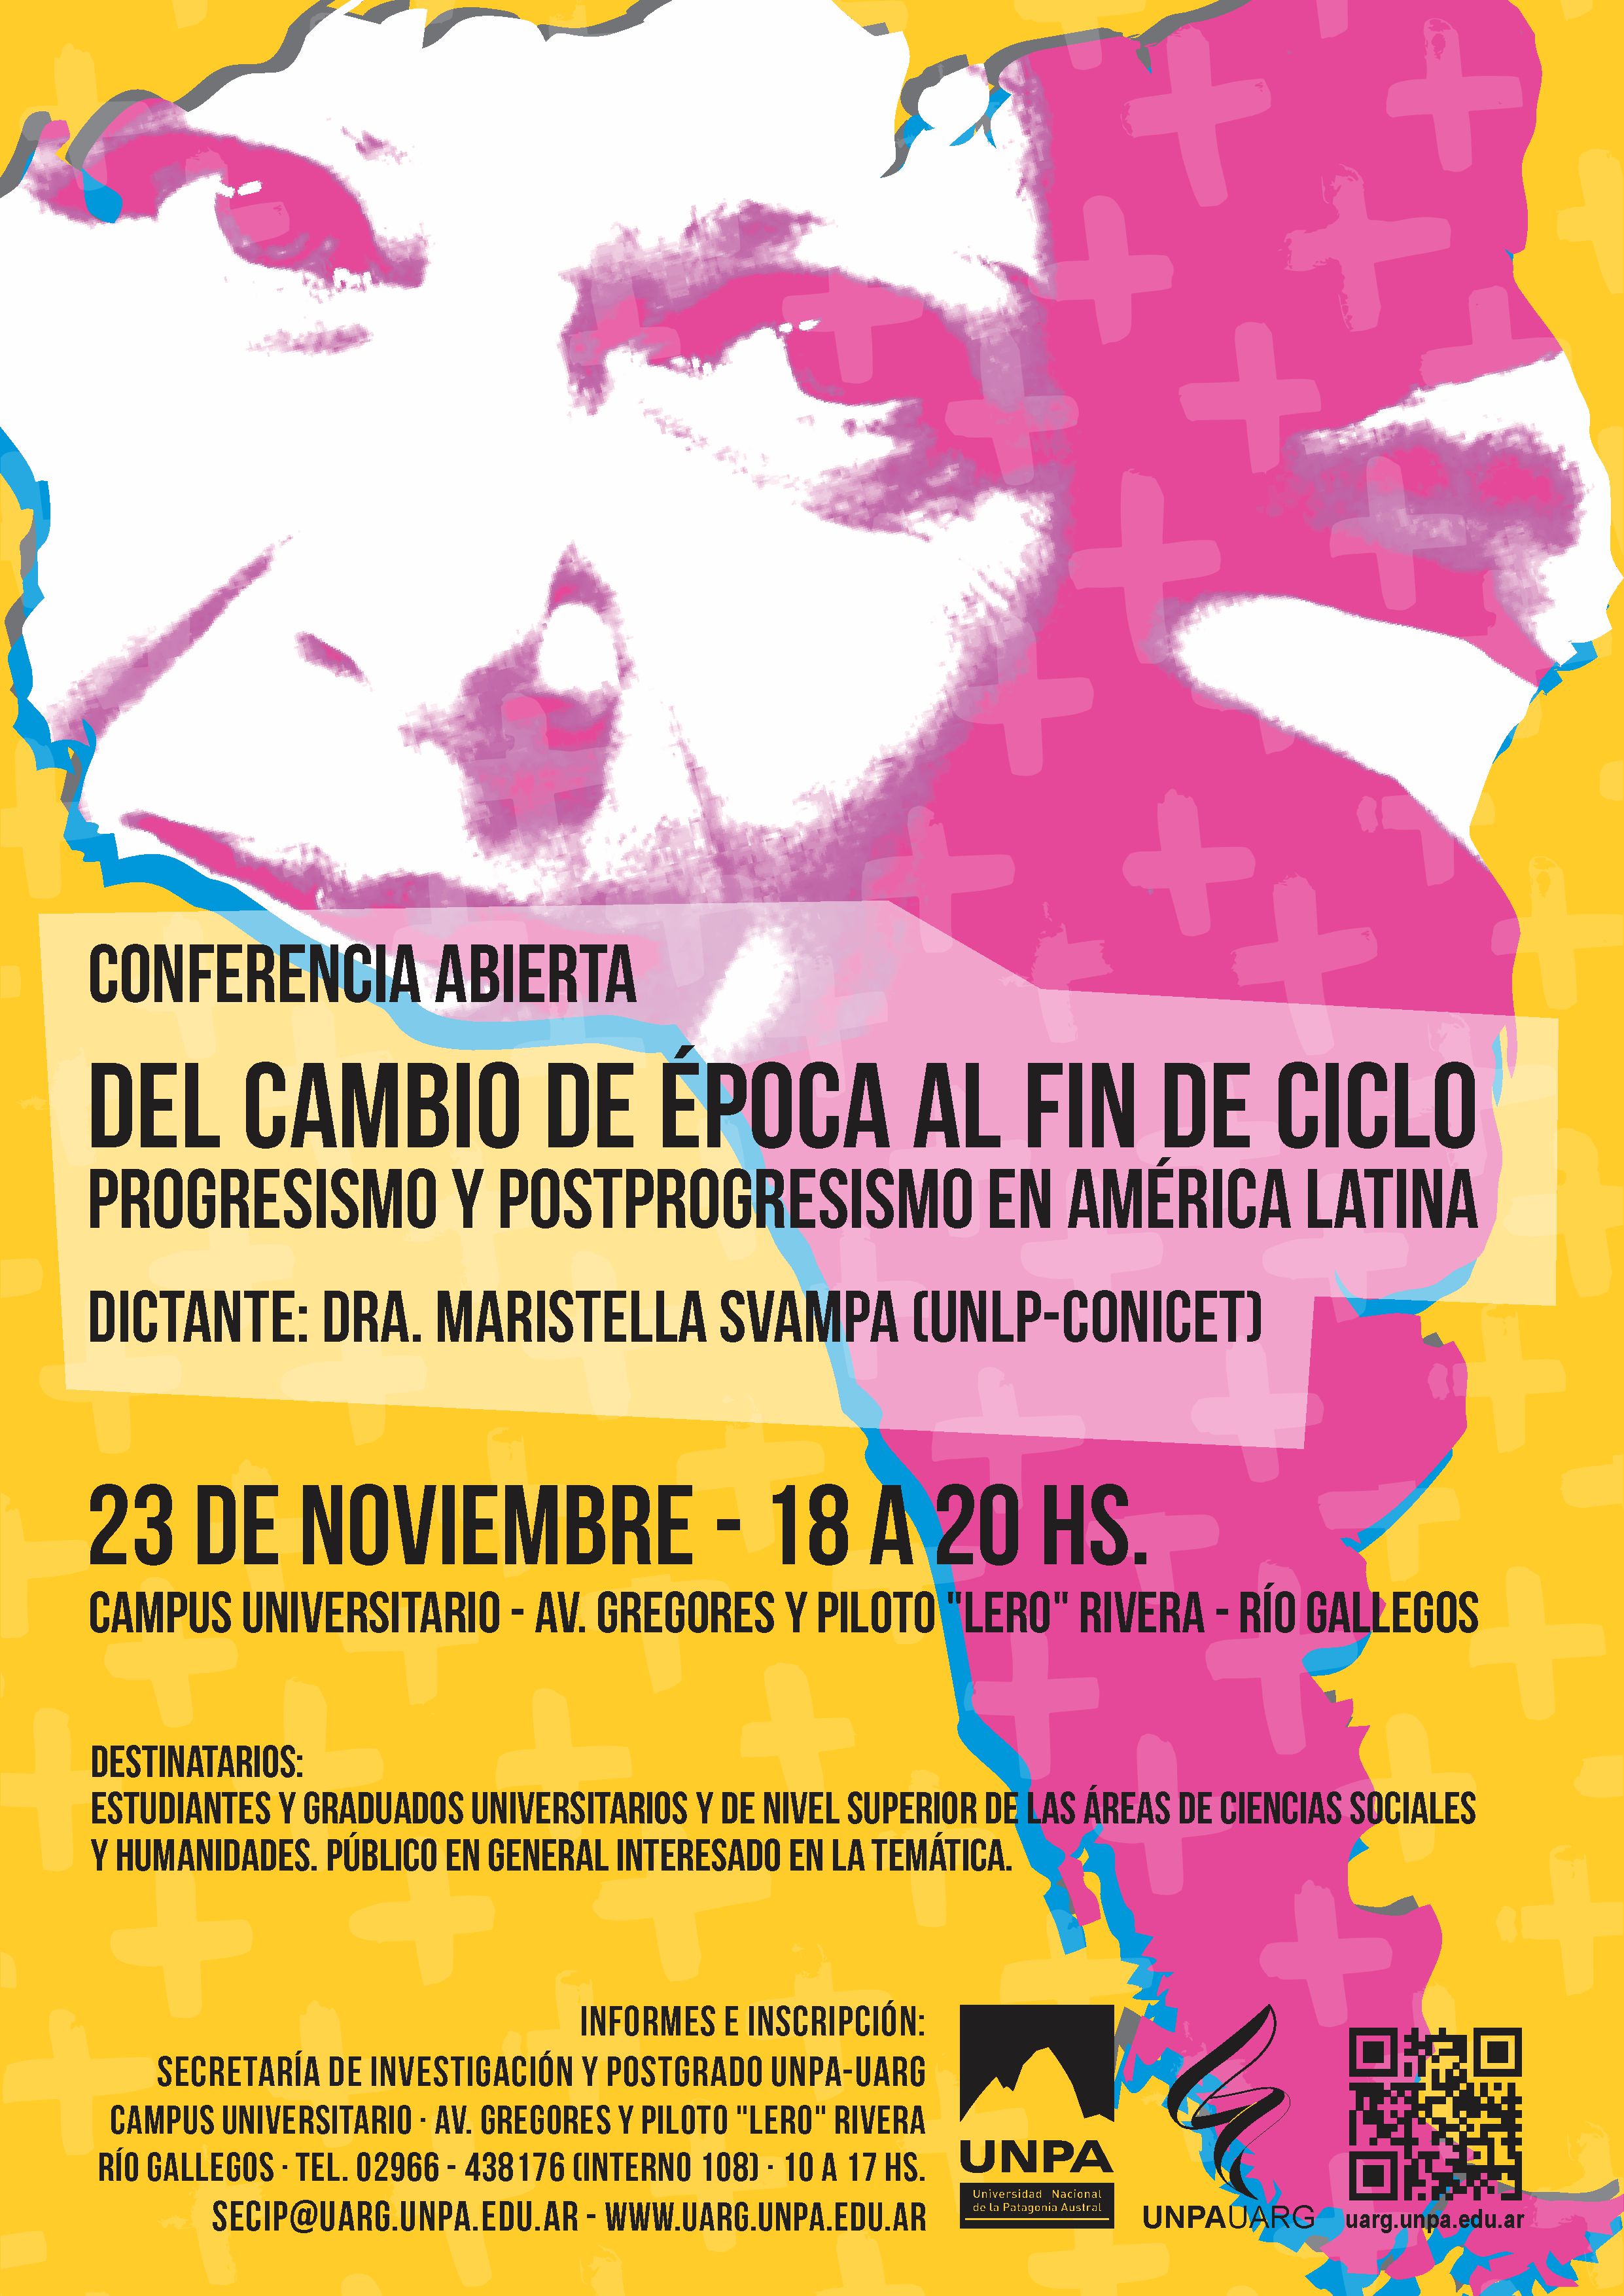 CONFERENCIA ABIERTA
DEL CAMBIO DE ÉPOCA AL FIN DE CICLO
PROGRESISMO Y POSTPROGRESISMO EN AMÉRICA LATINA
DICTANTE: DRA. MARISTELLA SVAMPA (UNLP-CONICET)
23 DE NOVIEMBRE - 18 A 20 HS.
CAMPUS UNIVERSITARIO - AV. GREGORES Y PILOTO "LERO" RIVERA - RÍO GALLEGOS
DESTINATARIOS:
ESTUDIANTES Y GRADUADOS UNIVERSITARIOS Y DE NIVEL SUPERIOR DE LAS ÁREAS DE CIENCIAS SOCIALES
Y HUMANIDADES. PÚBLICO EN GENERAL INTERESADO EN LA TEMÁTICA.
INFORMES E INSCRIPCIÓN:
SECRETARÍA DE INVESTIGACIÓN Y POSTGRADO UNPA-UARG
CAMPUS UNIVERSITARIO · AV. GREGORES Y PILOTO "LERO" RIVERA
RÍO GALLEGOS · TEL. 02966 - 438176 (INTERNO 108) · 10 A 17 HS.
SECIP@UARG.UNPA.EDU.AR - WWW.UARG.UNPA.EDU.AR
UNPA
Universidad Nacional
de la Patagonia Austral
UNPAUARG
uarg.unpa.edu.ar